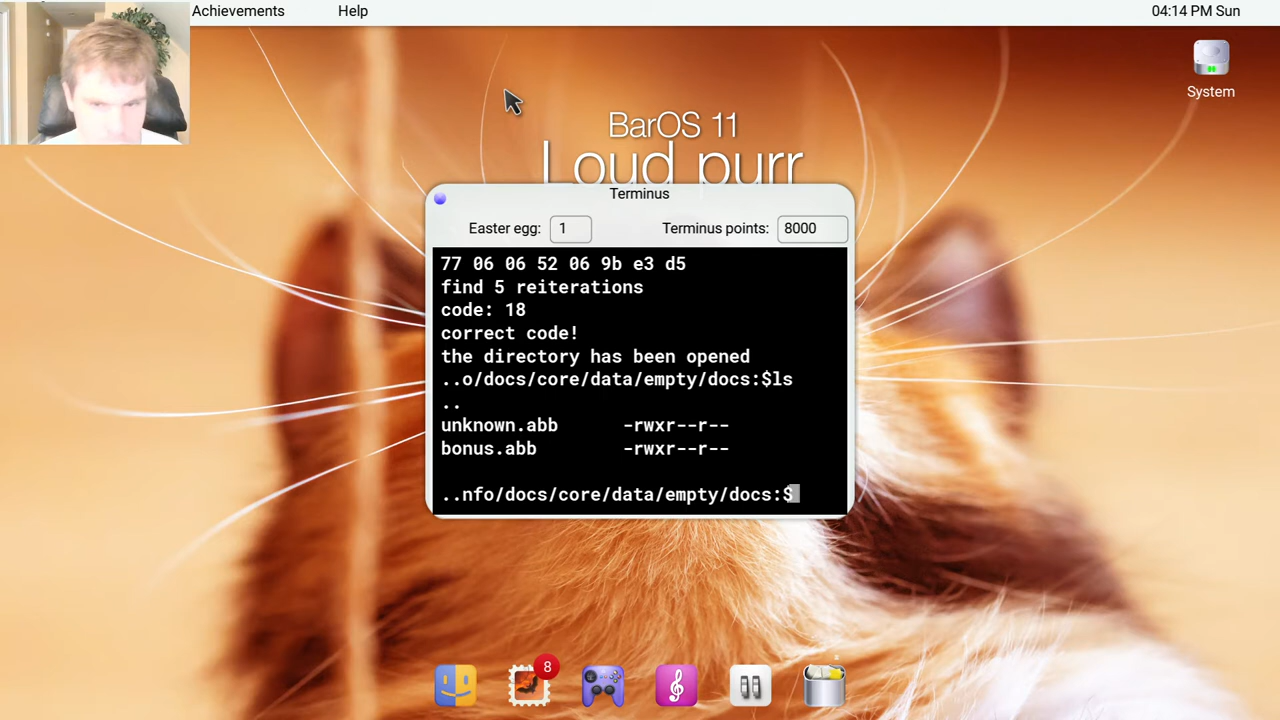 Achievements
Help
04:14 PM Sun
System
BarOS 11
Loud purr
Terminus
Easter egg: 1
Terminus points: 8000
77 06 06 52 06 9b e3 d5
find 5 reiterations
code: 18
correct code!
the directory has been opened
..o/docs/core/data/empty/docs:$ls
..
unknown.abb -rwxr--r--
bonus.abb -rwxr--r--
..nfo/docs/core/data/empty/docs:$
8